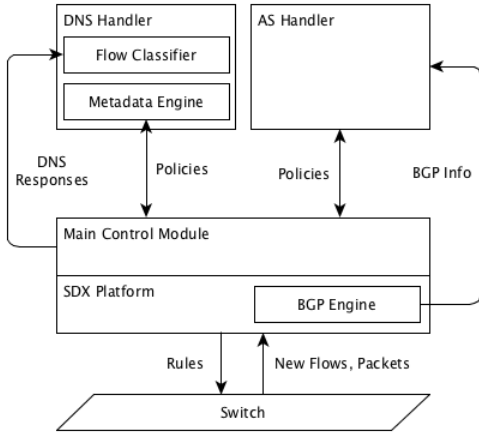 DNS Handler
AS Handler
Flow Classifier
Metadata Engine
DNS
Responses
Policies
Policies
BGP Info
Main Control Module
SDX Platform
BGP Engine
Rules
New Flows, Packets
Switch